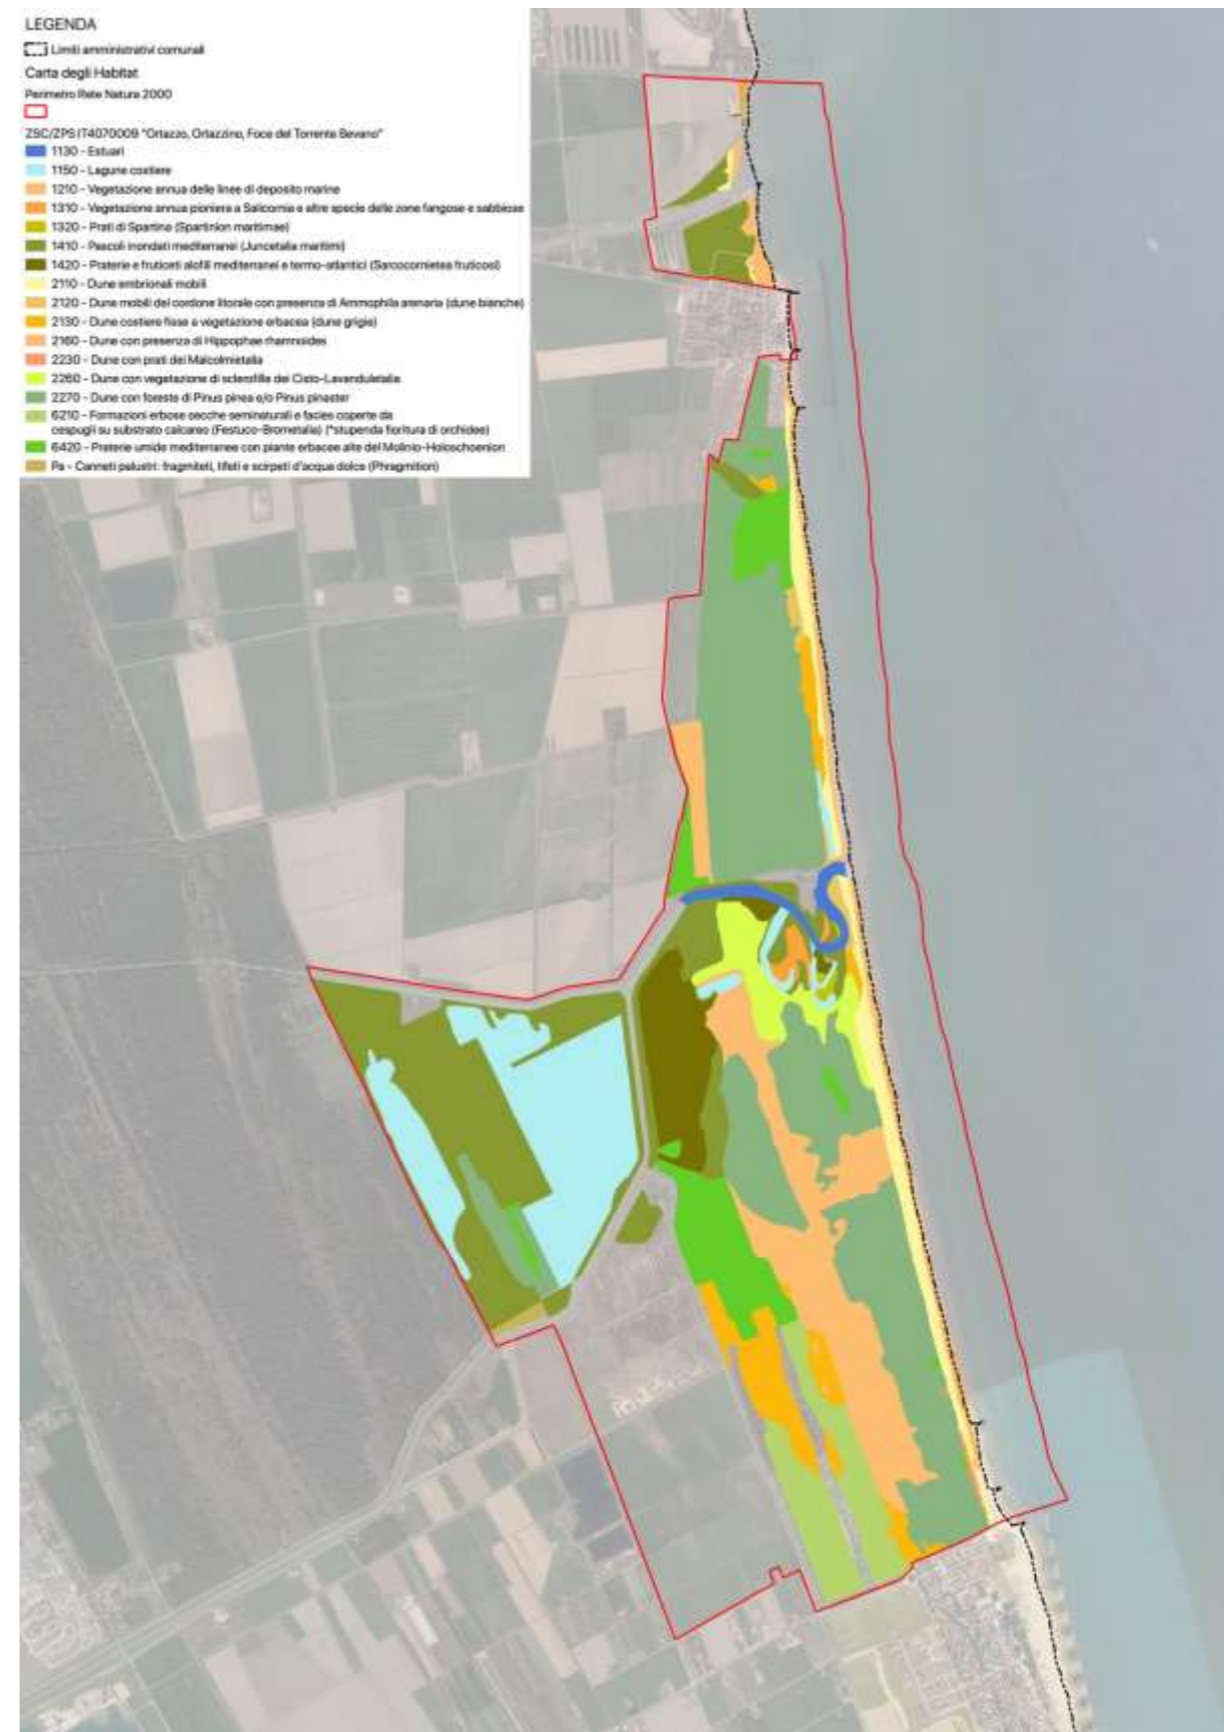 LEGENDA
Limiti amministrativi comunali
Carta degli Habitat
Perimetro Rete Natura 2000
ZSC/ZPS IT4070009 "Ortazzo, Ortazzino, Foce del Torrente Bevano"
1130 - Estuari
1150 - Lagune costiere
1210 - Vegetazione annua delle linee di deposito marine
1310 - Vegetazione annua pioniera a Salicornia e altre specie delle zone fangose e sabbiose
1320 - Prati di Spartina (Spartinion maritimae)
1410 - Pascoli inondati mediterranei (Juncetalia maritimi)
1420 - Praterie e fruticeti alofili mediterranei e termo-atlantici (Sarcocornietea fruticosi)
2110 - Dune embrionali mobili
2120 - Dune mobili del cordone litorale con presenza di Ammophila arenaria (dune bianche)
2130 - Dune costiere fisse a vegetazione erbacea (dune grigie)
2160 - Dune con presenza di Hippophae rhamnoides
2230 - Dune con prati dei Malcolmietalia
2260 - Dune con vegetazione di sclerofille dei Cisto-Lavanduletalia
2270 - Dune con foreste di Pinus pinea e/o Pinus pinaster
6210 - Formazioni erbose secche seminaturali e facies coperte da
cespugli su substrato calcareo (Festuco-Brometalia) (*stupenda fioritura di orchidee)
6420 - Praterie umide mediterranee con piante erbacee alte del Molinio-Holoschoenion
Pa - Canneti palustri: fragmiteti, tifeti e scirpeti d'acqua dolce (Phragmition)